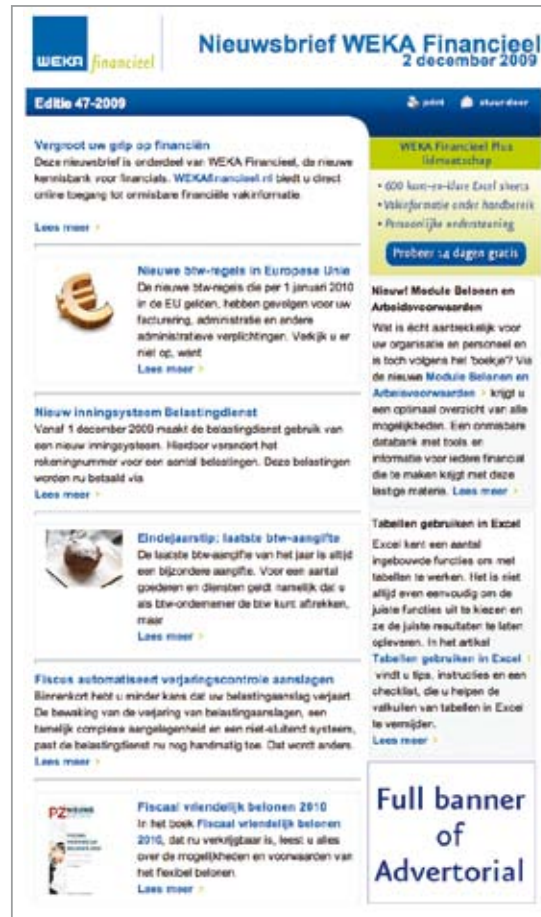 WEKA financieel
Nieuwsbrief WEKA Financieel
2 december 2009
Editie 47-2009
print
stuur door
Vergroot uw grip op financiën
Deze nieuwsbrief is onderdeel van WEKA Financieel, de nieuwe
kennisbank voor financials. WEKAfinancieel.nl biedt u direct
online toegang tot onmisbare financiële vakinformatie.
Lees meer
Nieuwe btw-regels in Europese Unie
De nieuwe btw-regels die per 1 januari 2010
in de EU gelden, hebben gevolgen voor uw
facturering, administratie en andere
administratieve verplichtingen. Verkijk u er
niet op, want
Lees meer
Nieuw inningsysteem Belastingdienst
Vanaf 1 december 2009 maakt de belastingdienst gebruik van
een nieuw inningsysteem. Hierdoor verandert het
rekeningnummer voor een aantal belastingen. Deze belastingen
worden nu betaald via
Lees meer
Eindejaarstip: laatste btw-aangifte
De laatste btw-aangifte van het jaar is altijd
een bijzondere aangifte. Voor een aantal
goederen en diensten geldt namelijk dat u
als btw-ondernemer de btw kunt aftrekken,
maar
Lees meer
Fiscus automatiseert verjaringscontrole aanslagen
Binnenkort hebt u minder kans dat uw belastingaanslag verjaart.
De bewaking van de verjaring van belastingaanslagen, een
tamelijk complexe aangelegenheid en een niet-sluitend systeem,
past de belastingdienst nu nog handmatig toe. Dat wordt anders.
Lees meer
PZ
Fiscaal vriendelijk belonen 2010
In het boek Fiscaal vriendelijk belonen
2010, dat nu verkrijgbaar is, leest u alles
over de mogelijkheden en voorwaarden van
het flexibel belonen.
Lees meer
WEKA Financieel Plus
lidmaatschap
• 600 kant-en-klare Excel sheets
• Vakinformatie onder handbereik
• Persoonlijke ondersteuning
Probeer 14 dagen gratis
Nieuw! Module Belonen en
Arbeidsvoorwaarden
Wat is écht aantrekkelijk voor
uw organisatie en personeel en
is toch volgens het 'boekje'? Via
de nieuwe Module Belonen en
Arbeidsvoorwaarden krijgt u
een optimaal overzicht van alle
mogelijkheden. Een onmisbare
databank met tools en
informatie voor iedere financial
die te maken krijgt met deze
lastige materie. Lees meer
Tabellen gebruiken in Excel
Excel kent een aantal
ingebouwde functies om met
tabellen te werken. Het is niet
altijd even eenvoudig om de
juiste functies uit te kiezen en
ze de juiste resultaten te laten
opleveren. In het artikel
Tabellen gebruiken in Excel
vindt u tips, instructies en een
checklist, die u helpen de
valkuilen van tabellen in Excel
te vermijden.
Lees meer
Full banner
of
Advertorial